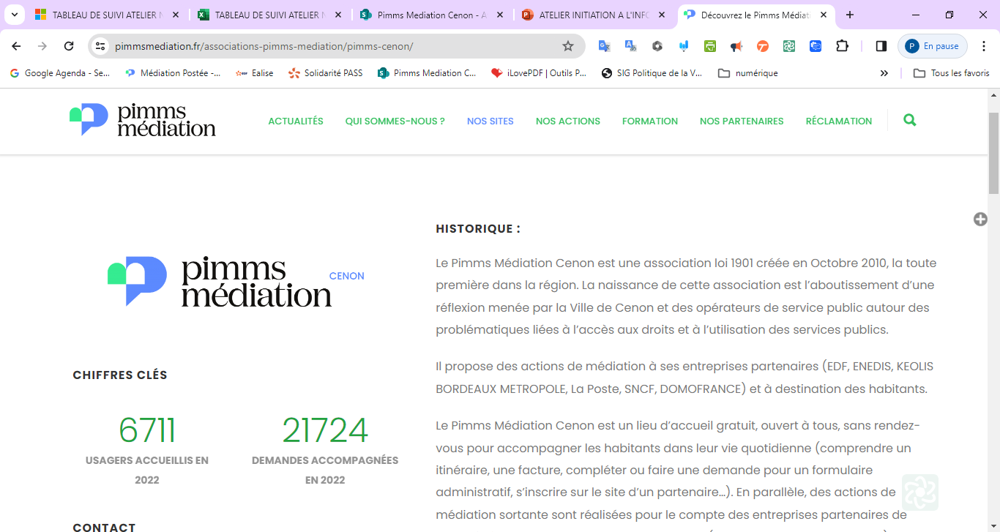 TABLEAU DE SUIVI ATELIER N
TABLEAU DE SUIVI ATELIER N
Pimms Mediation Cenon - A
ATELIER INITIATION A L'INFO
Découvrez le Pimms Médiati
pimmsmediation.fr/associations-pimms-mediation/pimms-cenon/
P En pause
Google Agenda - Se...
Médiation Postée -...
Ealise
Solidarité PASS
Pimms Mediation C...
iLovePDF | Outils P...
SIG Politique de la V...
numérique
Tous les favoris
pimms
médiation
ACTUALITÉS
QUI SOMMES-NOUS ?
NOS SITES
NOS ACTIONS
FORMATION
NOS PARTENAIRES
RÉCLAMATION
pimms
médiation
CENON
CHIFFRES CLÉS
6711
USAGERS ACCUEILLIS EN
2022
21724
DEMANDES ACCOMPAGNÉES
EN 2022
CONTACT
HISTORIQUE :
Le Pimms Médiation Cenon est une association loi 1901 créée en Octobre 2010, la toute
première dans la région. La naissance de cette association est l’aboutissement d’une
réflexion menée par la Ville de Cenon et des opérateurs de service public autour des
problématiques liées à l’accès aux droits et à l’utilisation des services publics.
Il propose des actions de médiation à ses entreprises partenaires (EDF, ENEDIS, KEOLIS
BORDEAUX METROPOLE, La Poste, SNCF, DOMOFRANCE) et à destination des habitants.
Le Pimms Médiation Cenon est un lieu d’accueil gratuit, ouvert à tous, sans rendez-
vous pour accompagner les habitants dans leur vie quotidienne (comprendre un
itinéraire, une facture, compléter ou faire une demande pour un formulaire
administratif, s’inscrire sur le site d’un partenaire…). En parallèle, des actions de
médiation sortante sont réalisées pour le compte des entreprises partenaires de